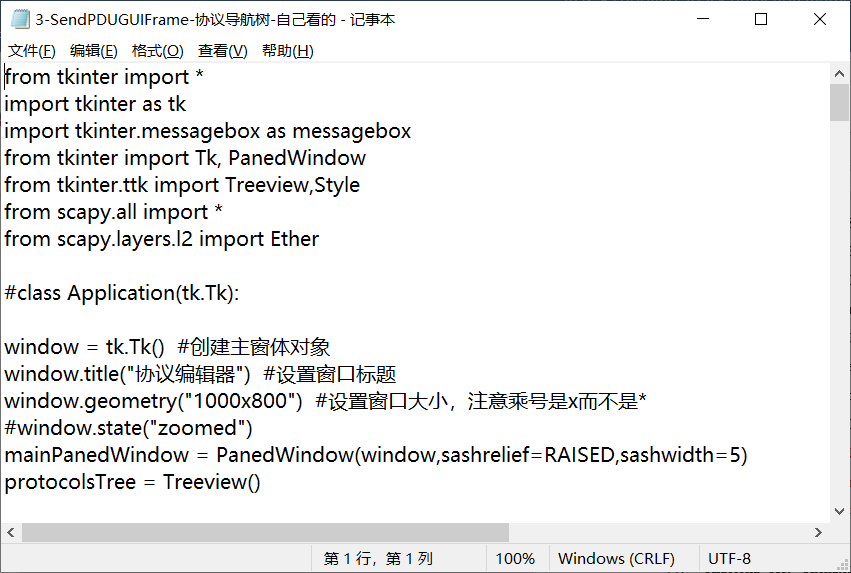 3-SendPDUGUIFrame-协议导航树-自己看的 - 记事本
文件(F) 编辑(E) 格式(O) 查看(V) 帮助(H)
from tkinter import *
import tkinter as tk
import tkinter.messagebox as messagebox
from tkinter import Tk, PanedWindow
from tkinter.ttk import Treeview,Style
from scapy.all import *
from scapy.layers.l2 import Ether
#class Application(tk.Tk):
window = tk.Tk()  #创建主窗体对象
window.title("协议编辑器")  #设置窗口标题
window.geometry("1000x800")  #设置窗口大小，注意乘号是x而不是*
#window.state("zoomed")
mainPanedWindow = PanedWindow(window,sashrelief=RAISED,sashwidth=5)
protocolsTree = Treeview()
第 1 行，第 1 列 100% Windows (CRLF) UTF-8